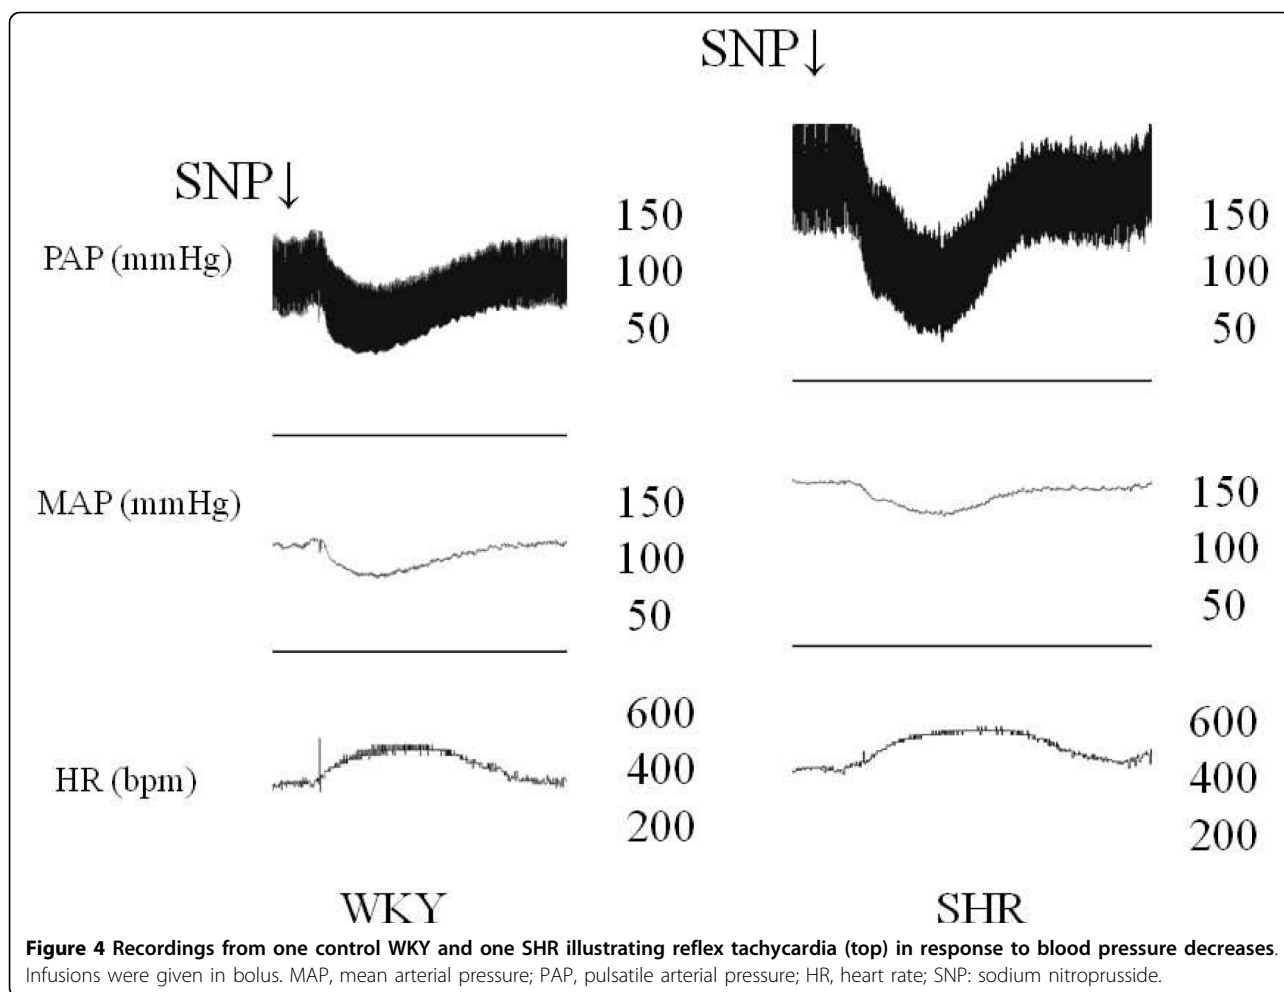 SNP↓
SNP↓
PAP (mmHg)
150
100
50
150
100
50
MAP (mmHg)
150
100
50
150
100
50
HR (bpm)
600
400
200
600
400
200
WKY
SHR
Figure 4 Recordings from one control WKY and one SHR illustrating reflex tachycardia (top) in response to blood pressure decreases.
Infusions were given in bolus. MAP, mean arterial pressure; PAP, pulsatile arterial pressure; HR, heart rate; SNP: sodium nitroprusside.